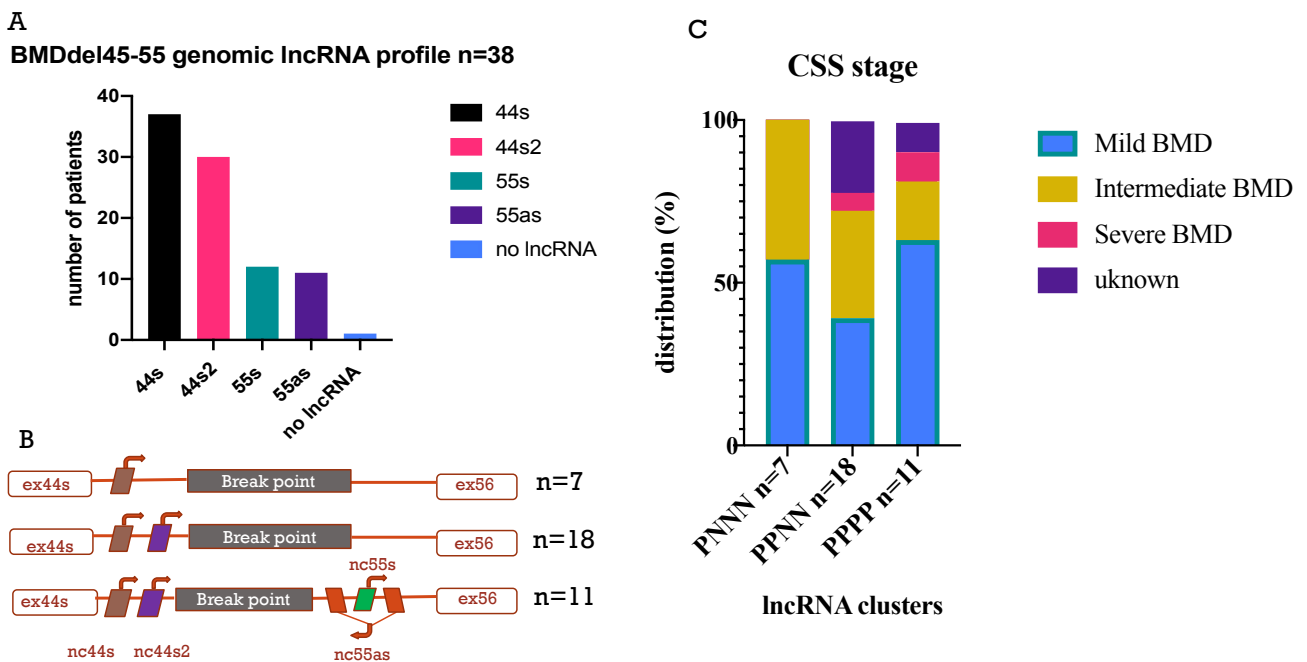 A
BMDdel45-55 genomic lncRNA profile n=38
number of patients
40
30
20
10
0
44s
44s2
55s
55as
no lncRNA
44s
44s2
55s
55as
no lncRNA
B
ex44s
Break point
ex56
n=7
ex44s
Break point
ex56
n=18
nc55s
ex44s
Break point
ex56
n=11
nc44s
nc44s2
nc55as
C
CSS stage
distribution (%)
100
50
0
PNNN n=7
PPNN n=18
PPPP n=11
lncRNA clusters
Mild BMD
Intermediate BMD
Severe BMD
uknown